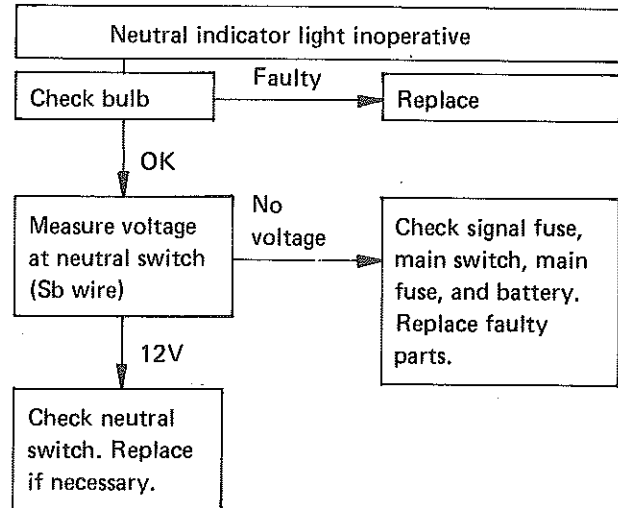 Neutral indicator light inoperative
Check bulb
Faulty
Replace
OK
Measure voltage
at neutral switch
(Sb wire)
No
voltage
Check signal fuse,
main switch, main
fuse, and battery.
Replace faulty
parts.
12V
Check neutral
switch. Replace
if necessary.